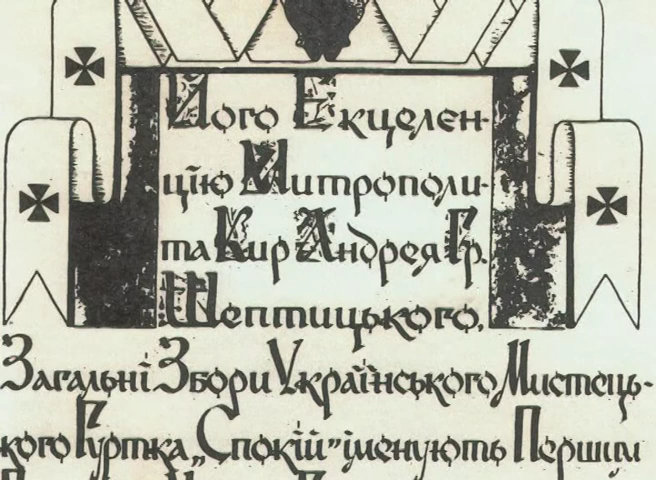 Його Екцелен-
цію Митрополи-
та Кир Андрея Гр.
Шептицького,
Загальні Збори Українського Мистець-
кого Гуртка „Спокій” іменують Першим